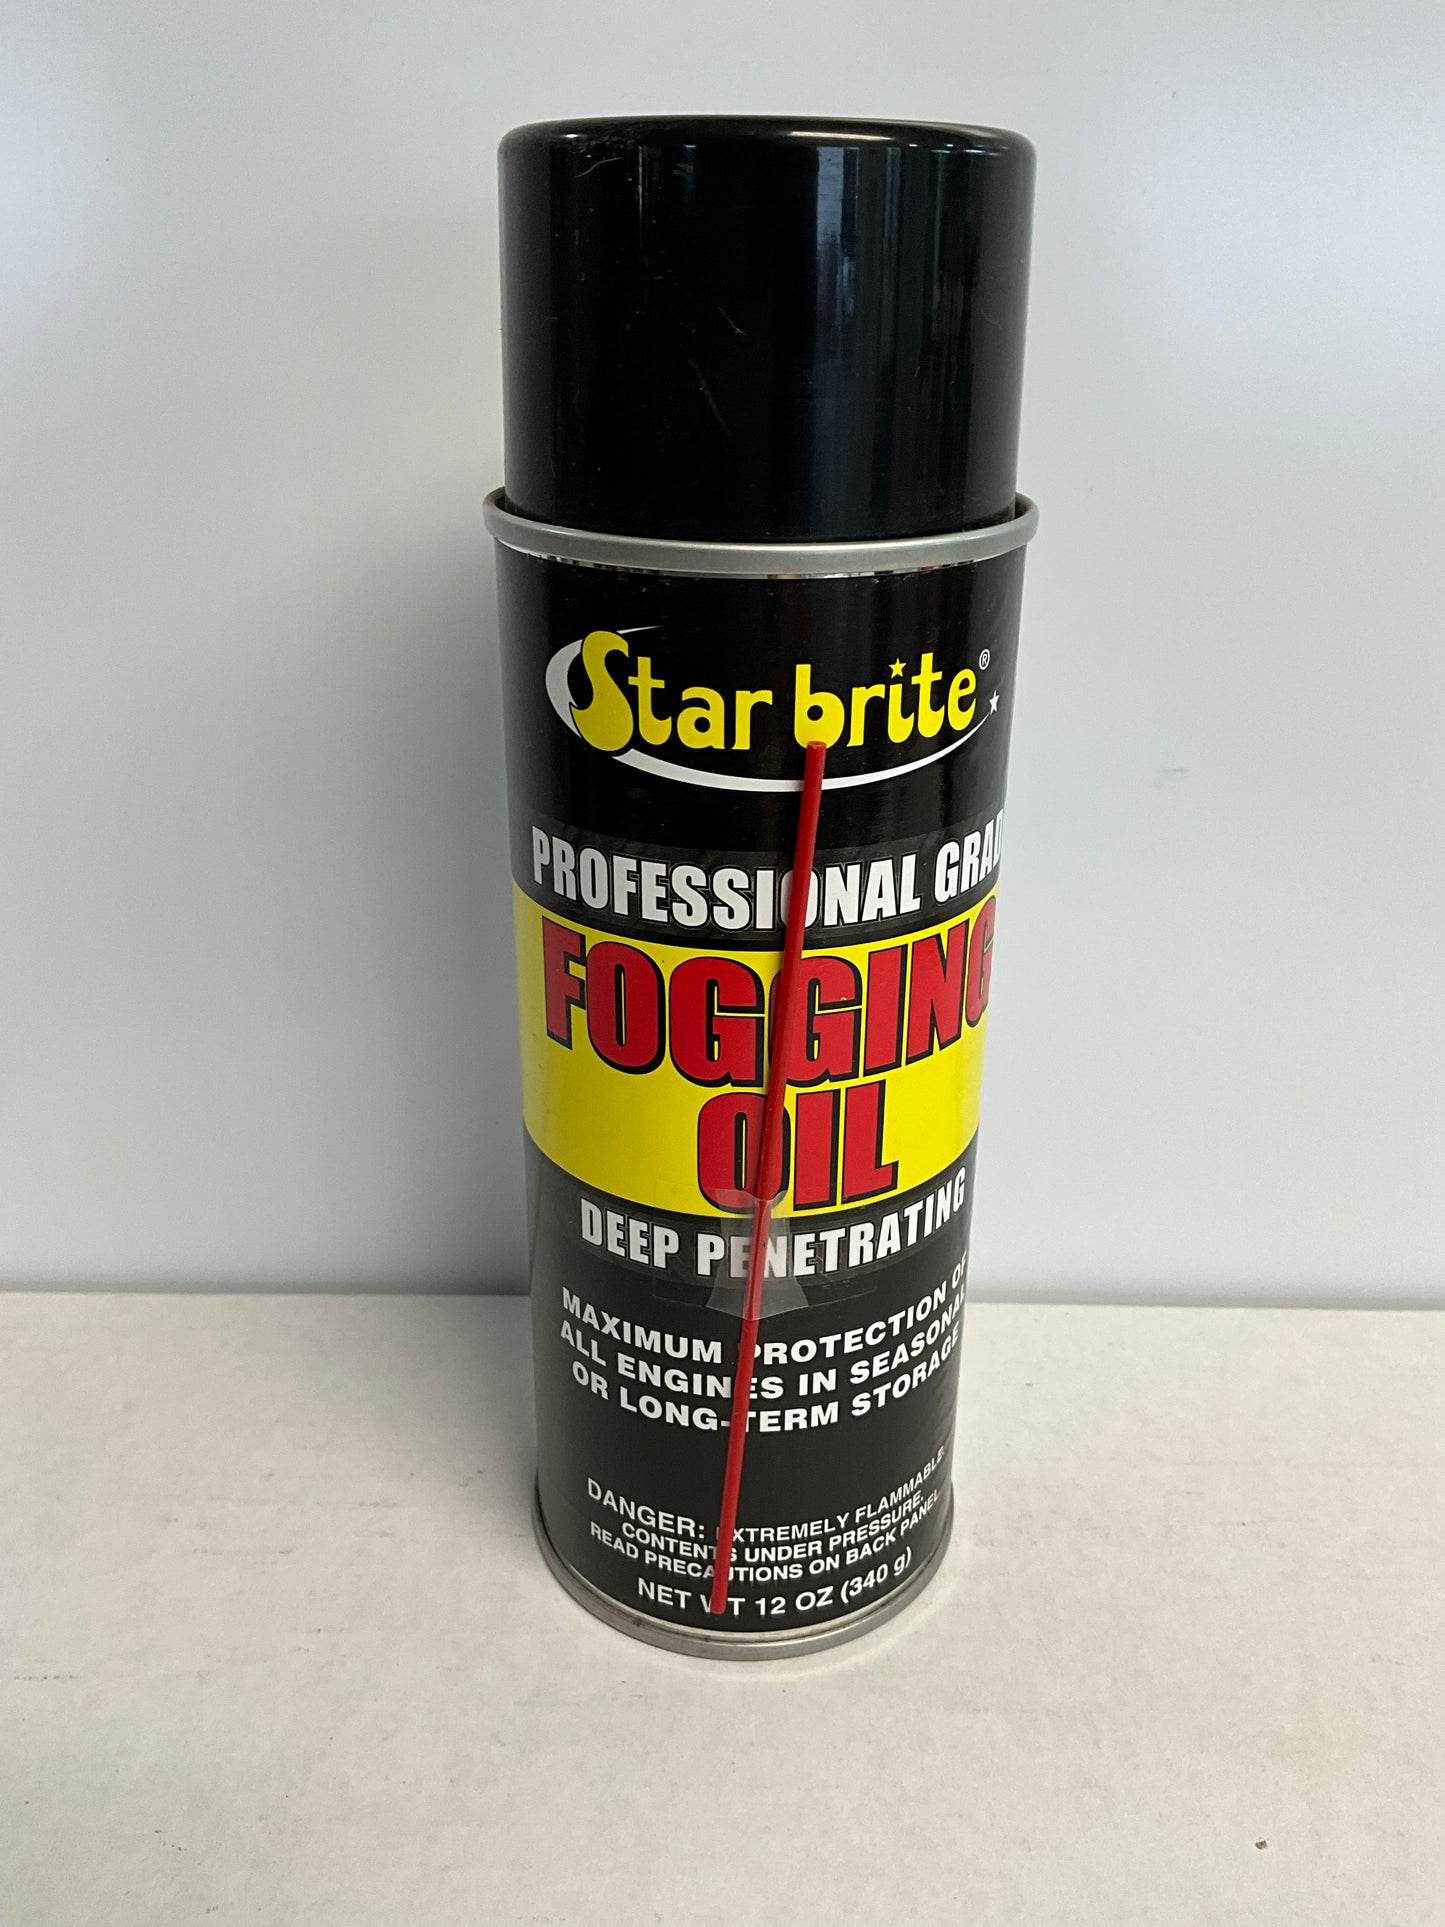 Star brite®
PROFESSIONAL GRAD
FOGGING
OIL
DEEP PENETRATING
MAXIMUM PROTECTION OF
ALL ENGINES IN SEASONAL
OR LONG-TERM STORAGE
DANGER: EXTREMELY FLAMMABLE.
CONTENTS UNDER PRESSURE.
READ PRECAUTIONS ON BACK PANEL.
NET WT 12 OZ (340 g)